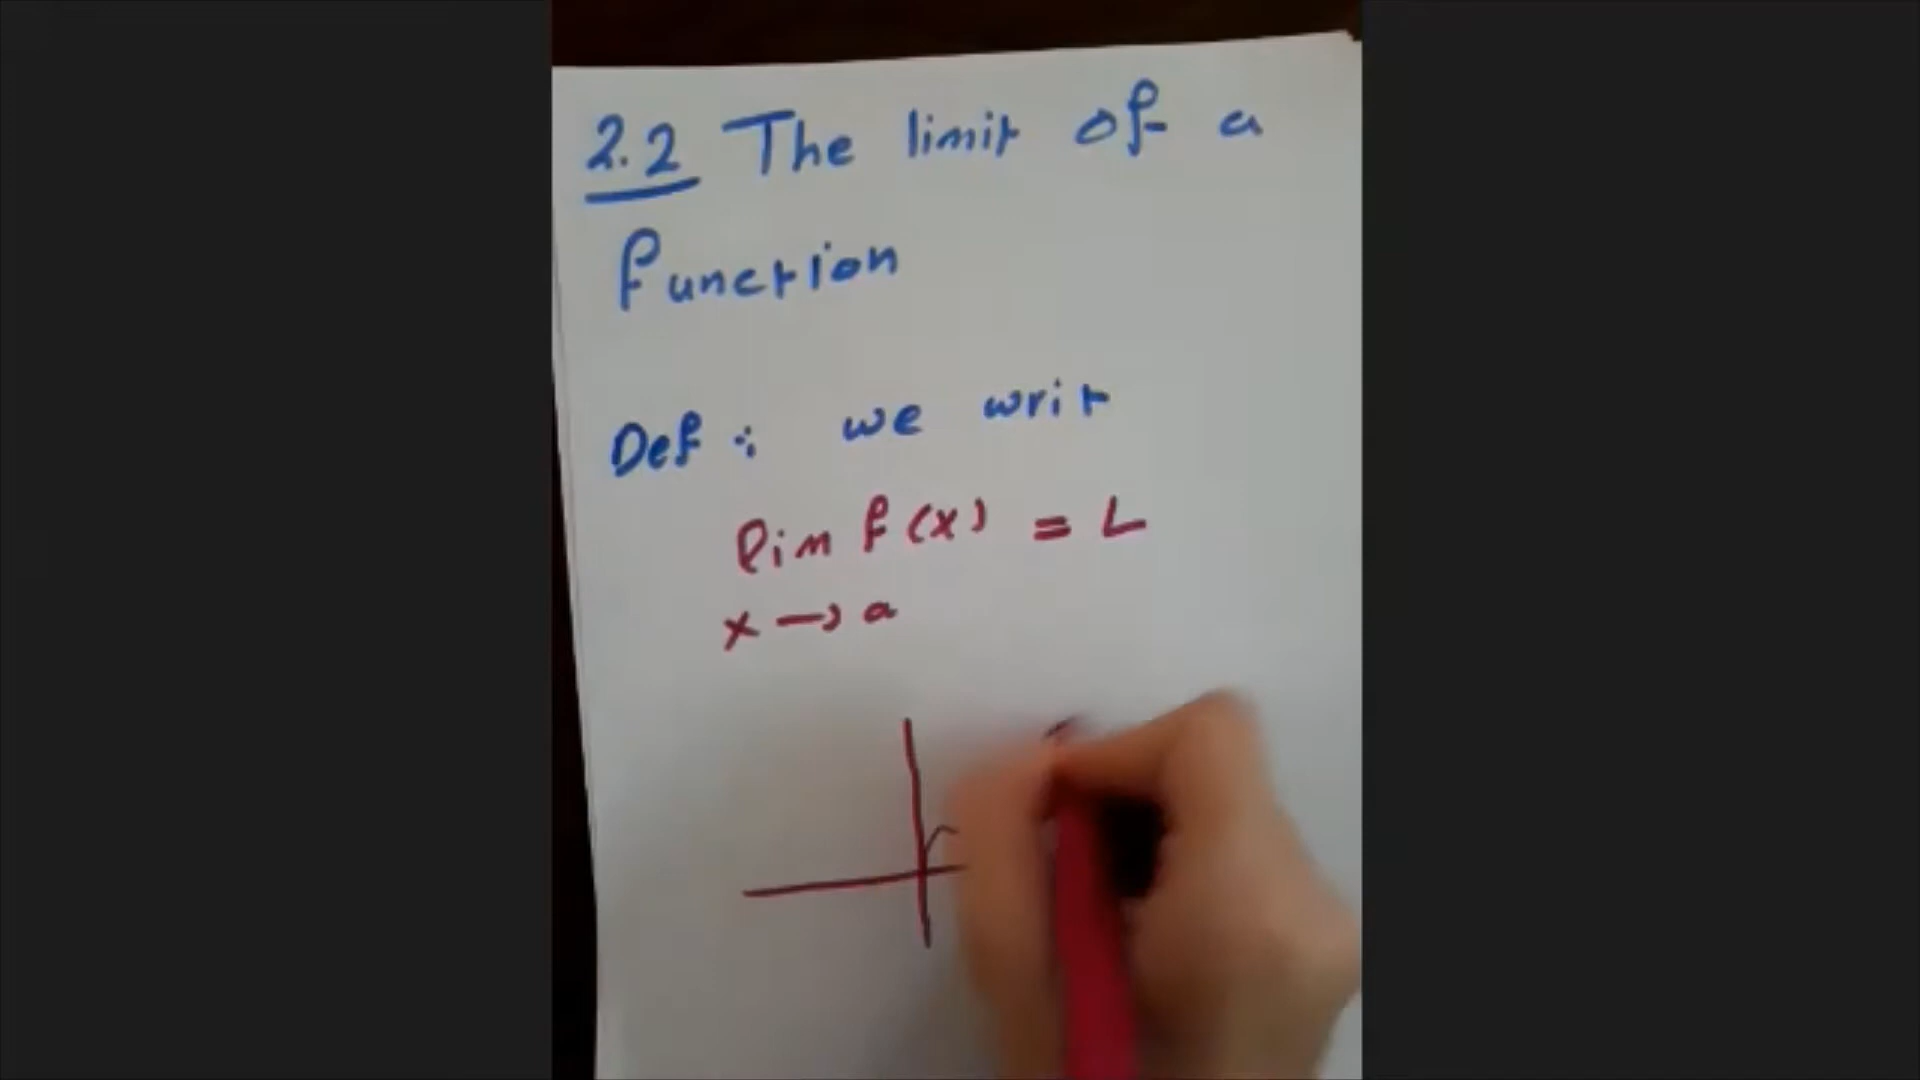 2.2 The limit of a
function
Def: we writ
lim f(x) = L
x → a